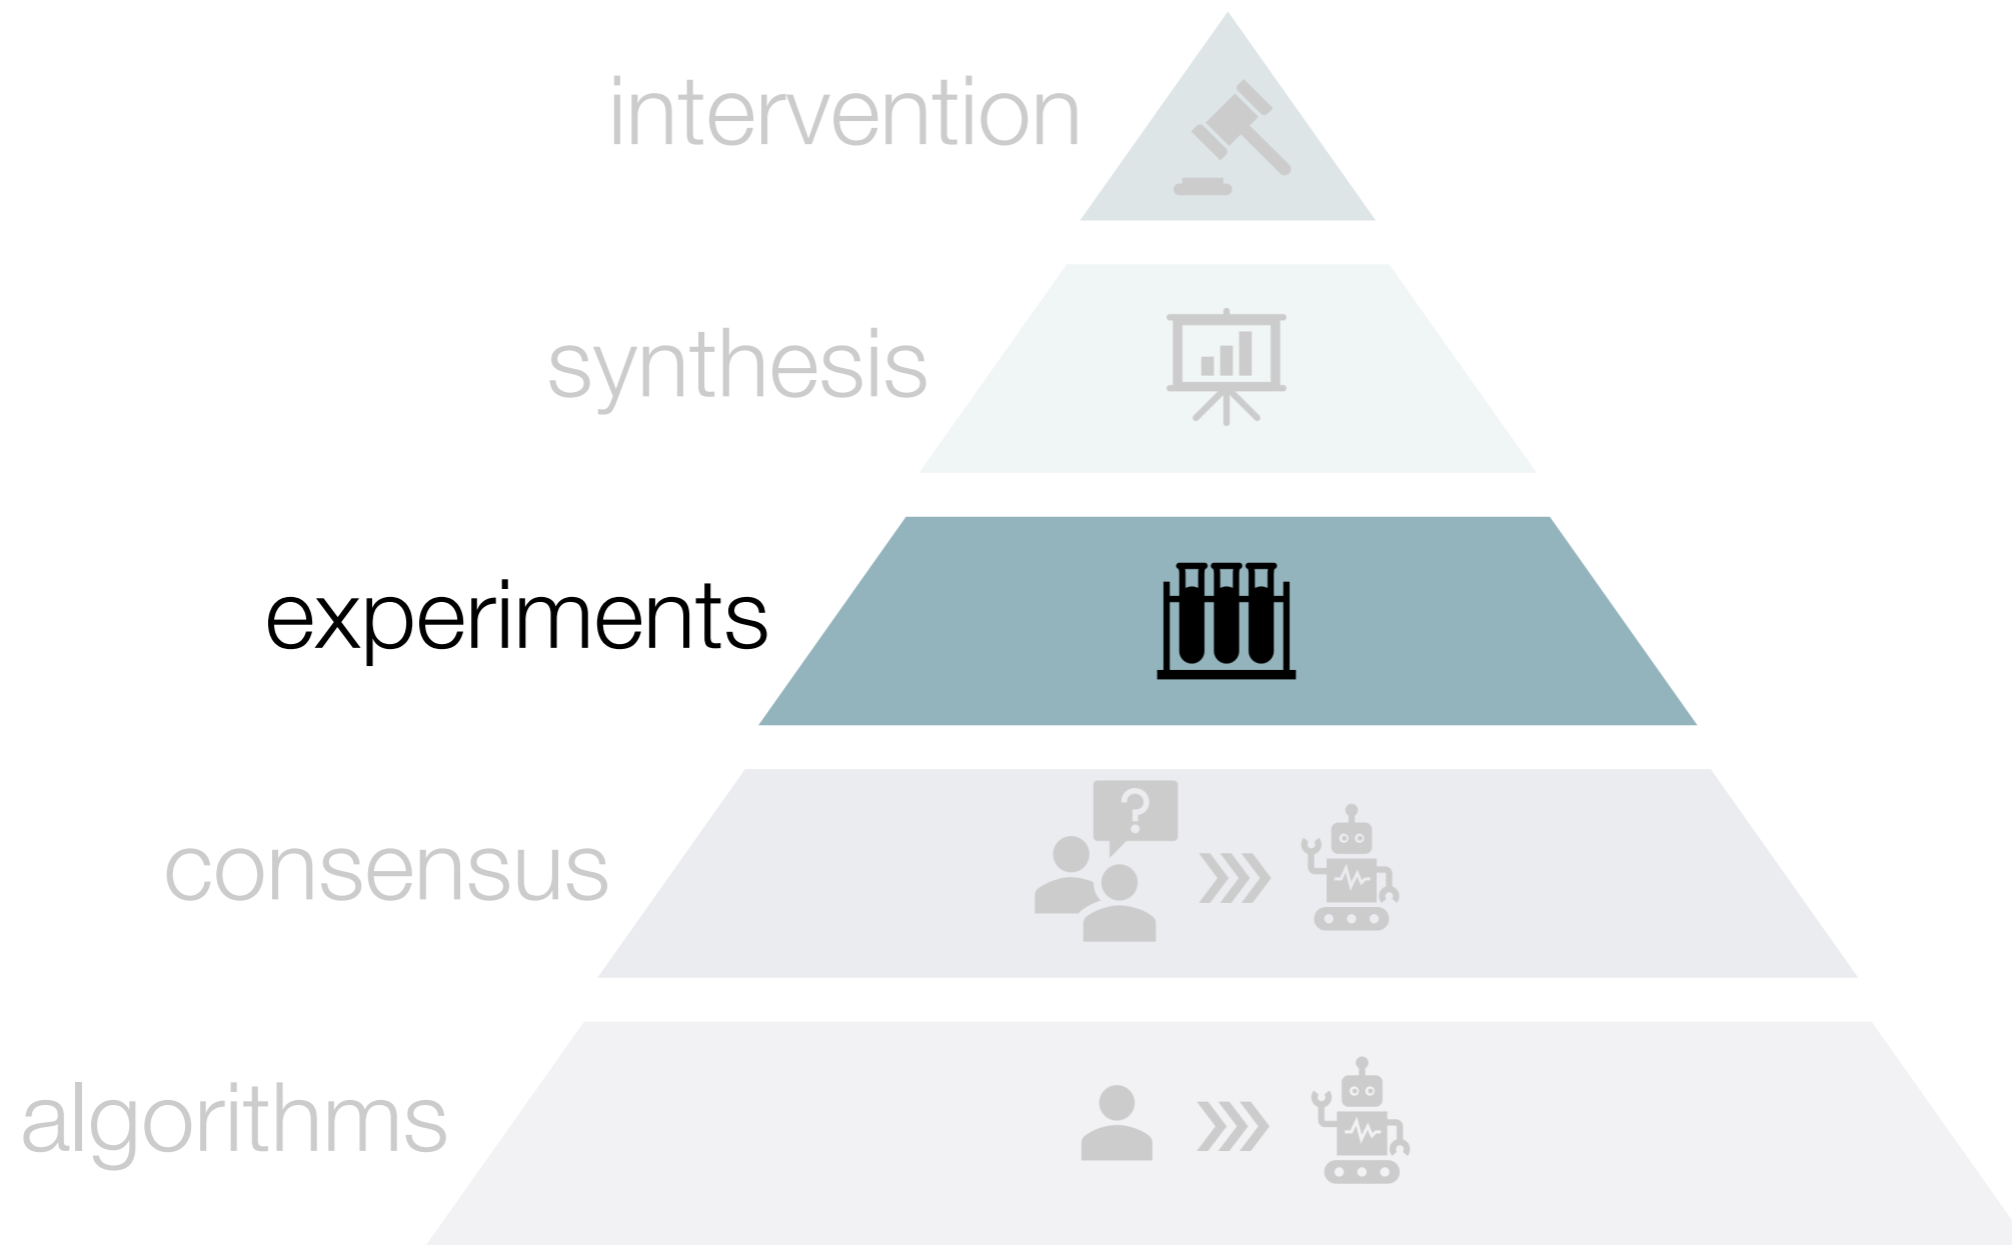 intervention
synthesis
experiments
consensus
?
algorithms